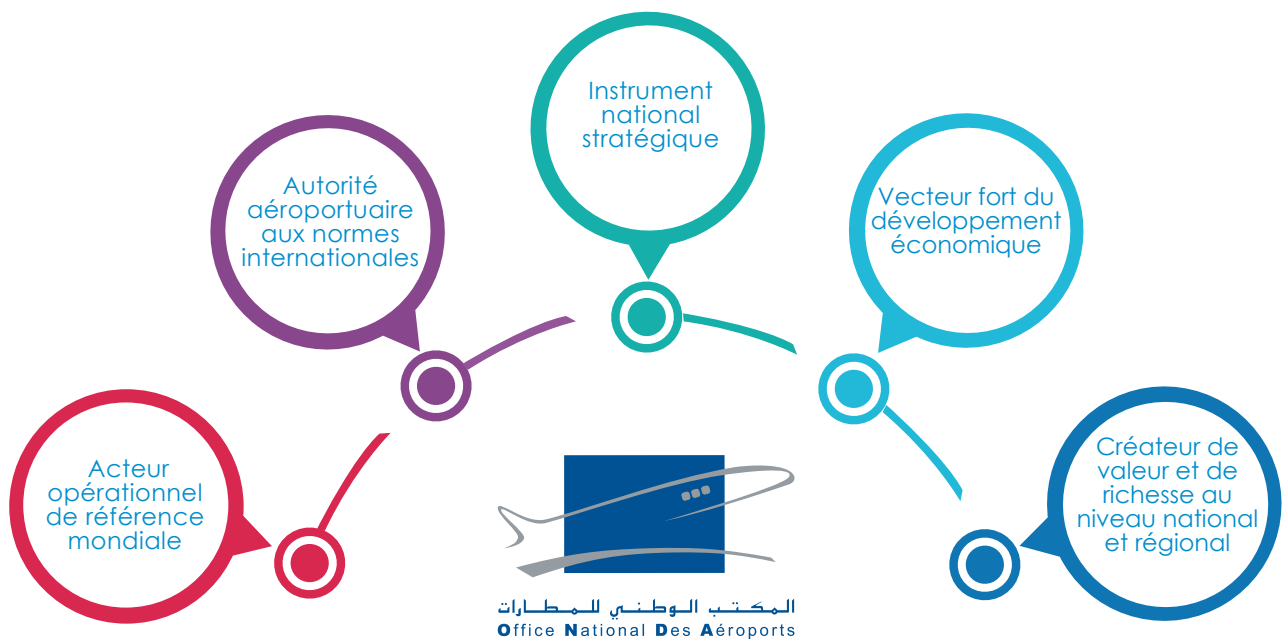 Acteur
opérationnel
de référence
mondiale
Autorité
aéroportuaire
aux normes
internationales
Instrument
national
stratégique
Vecteur fort du
développement
économique
Créateur de
valeur et de
richesse au
niveau national
et régional
المكتب الوطني للمطارات
Office National Des Aéroports